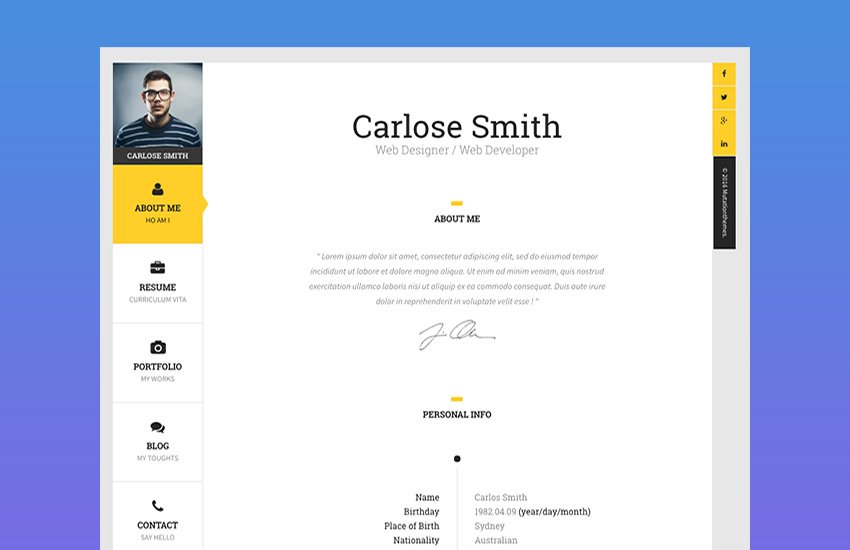 CARLOSE SMITH
ABOUT ME
HO AM I
RESUME
CURRICULUM VITA
PORTFOLIO
MY WORKS
BLOG
MY TOUGHTS
CONTACT
SAY HELLO
Carlose Smith
Web Designer / Web Developer
ABOUT ME
" Lorem ipsum dolor sit amet, consectetur adipiscing elit, sed do eiusmod tempor
incididunt ut labore et dolore magna aliqua. Ut enim ad minim veniam, quis nostrud
exercitation ullamco laboris nisi ut aliquip ex ea commodo consequat. Duis aute irure
dolor in reprehenderit in voluptate velit esse ! "
PERSONAL INFO
Name Carlos Smith
Birthday 1982.04.09 (year/day/month)
Place of Birth Sydney
Nationality Australian
© 2016 Mutationthemes.